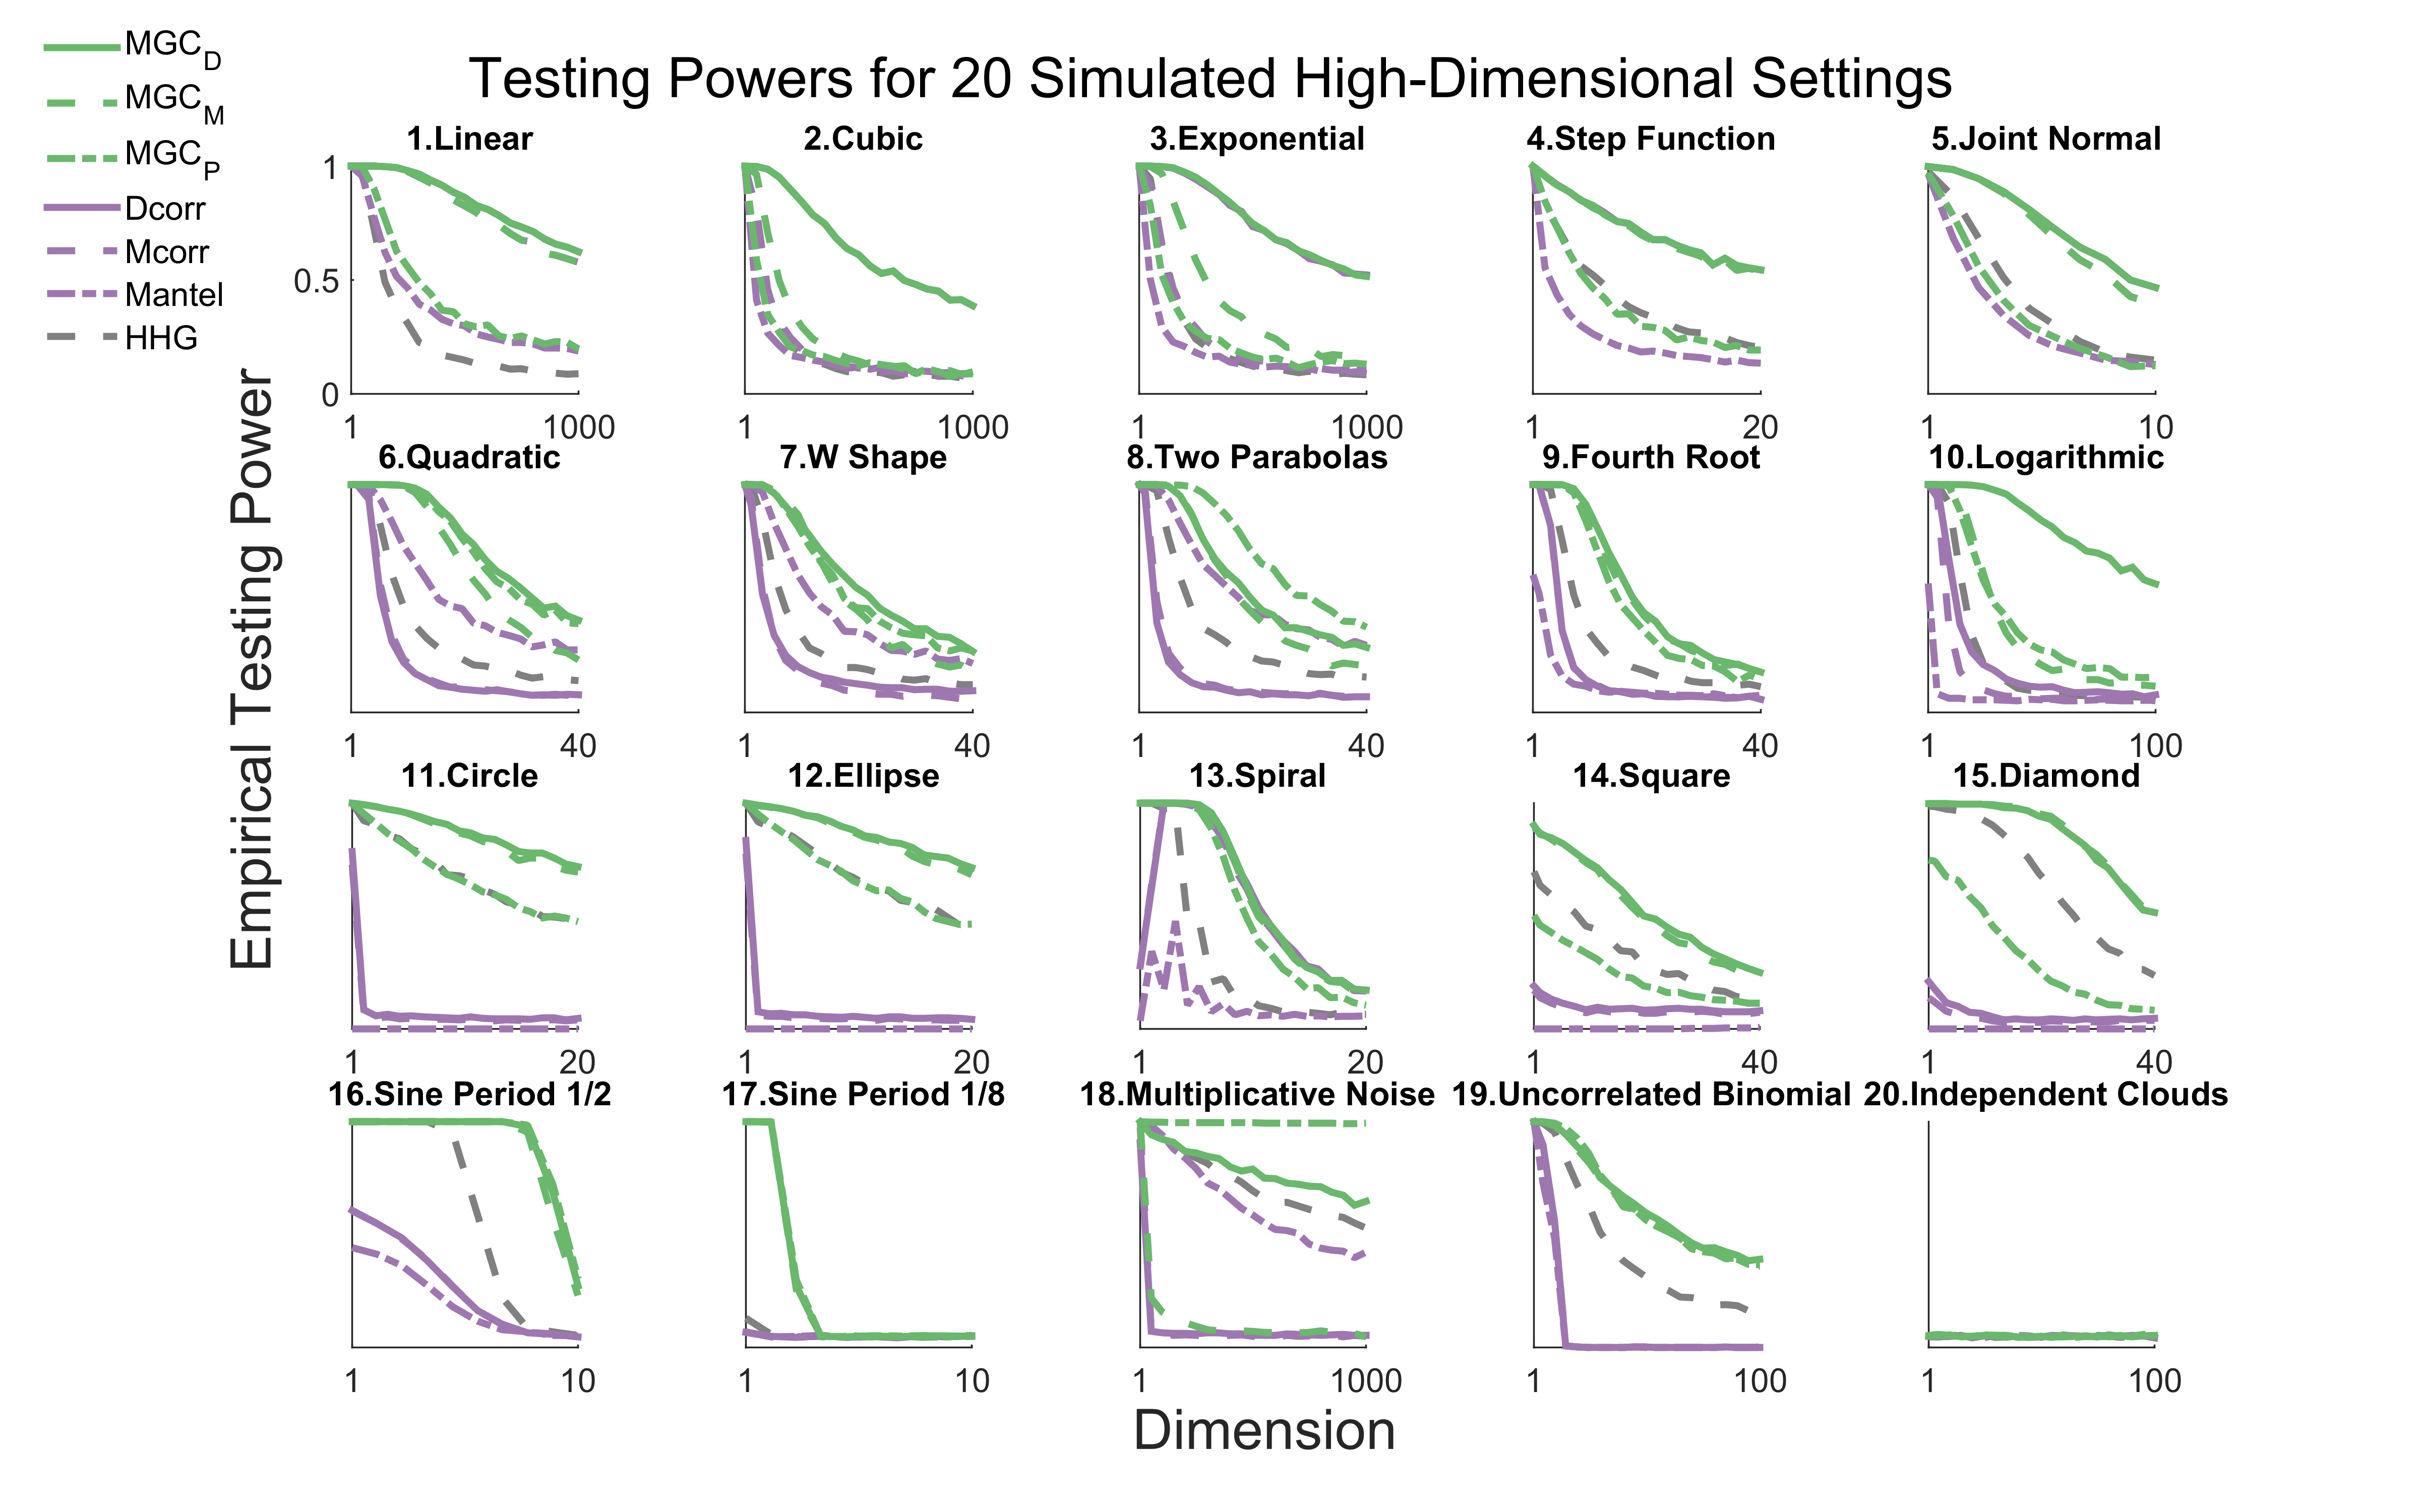 MGC_D
MGC_M
MGC_P
Dcorr
Mcorr
Mantel
HHG
Testing Powers for 20 Simulated High-Dimensional Settings
Empirical Testing Power
1.Linear
2.Cubic
3.Exponential
4.Step Function
5.Joint Normal
1
0.5
0
1 1000
1 1000
1 1000
1 20
1 10
6.Quadratic
7.W Shape
8.Two Parabolas
9.Fourth Root
10.Logarithmic
1 40
1 40
1 40
1 40
1 100
11.Circle
12.Ellipse
13.Spiral
14.Square
15.Diamond
1 20
1 20
1 20
1 40
1 40
16.Sine Period 1/2
17.Sine Period 1/8
18.Multiplicative Noise
19.Uncorrelated Binomial
20.Independent Clouds
1 10
1 10
1 1000
1 100
1 100
Dimension